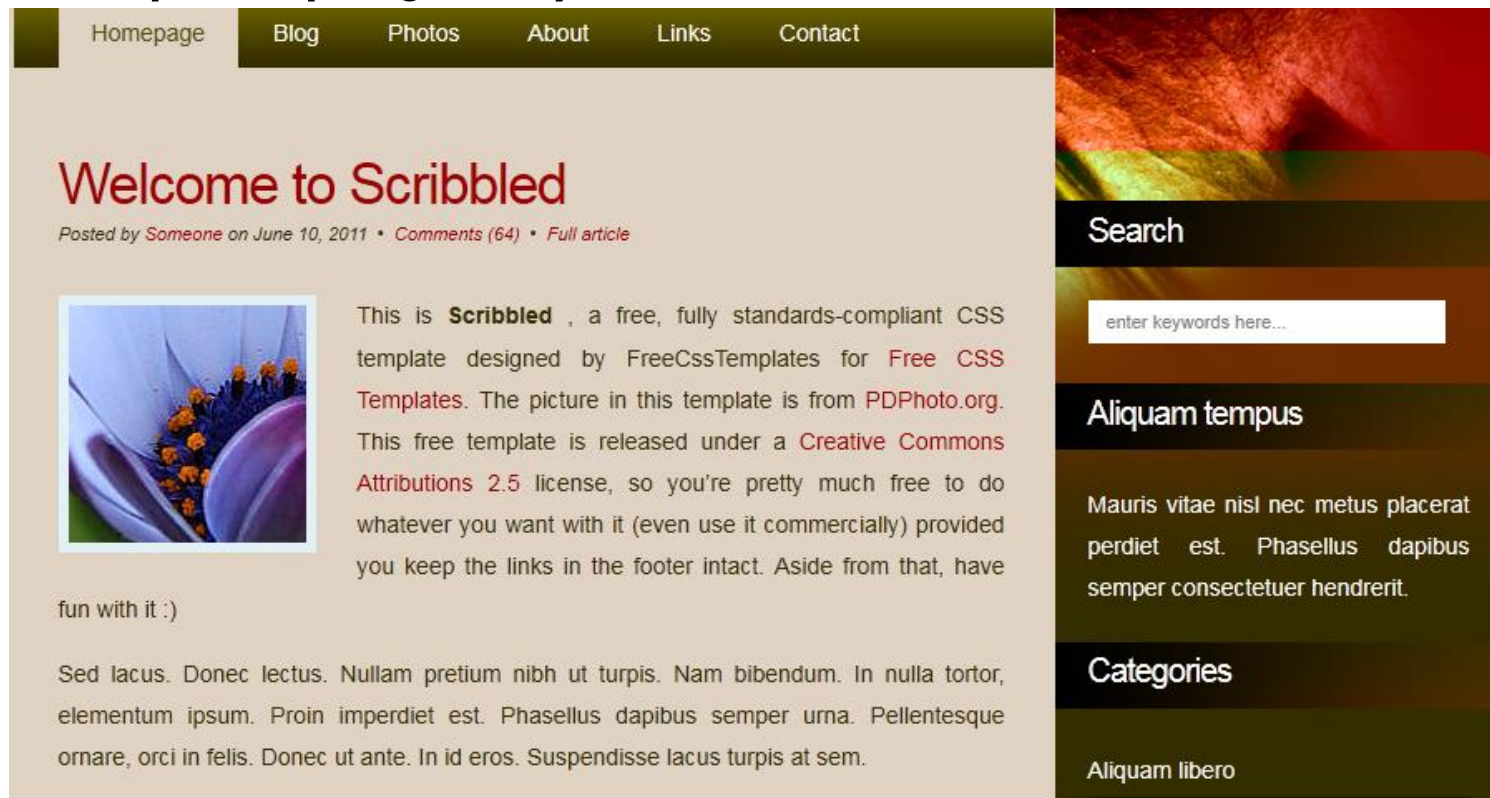 Homepage Blog Photos About Links Contact
Welcome to Scribbled
Posted by Someone on June 10, 2011 • Comments (64) • Full article
This is Scribbled , a free, fully standards-compliant CSS
template designed by FreeCssTemplates for Free CSS
Templates. The picture in this template is from PDPhoto.org.
This free template is released under a Creative Commons
Attributions 2.5 license, so you're pretty much free to do
whatever you want with it (even use it commercially) provided
you keep the links in the footer intact. Aside from that, have
fun with it :)
Sed lacus. Donec lectus. Nullam pretium nibh ut turpis. Nam bibendum. In nulla tortor,
elementum ipsum. Proin imperdiet est. Phasellus dapibus semper urna. Pellentesque
ornare, orci in felis. Donec ut ante. In id eros. Suspendisse lacus turpis at sem.
Search
enter keywords here...
Aliquam tempus
Mauris vitae nisl nec metus placerat
perdiet est. Phasellus dapibus
semper consectetuer hendrerit.
Categories
Aliquam libero